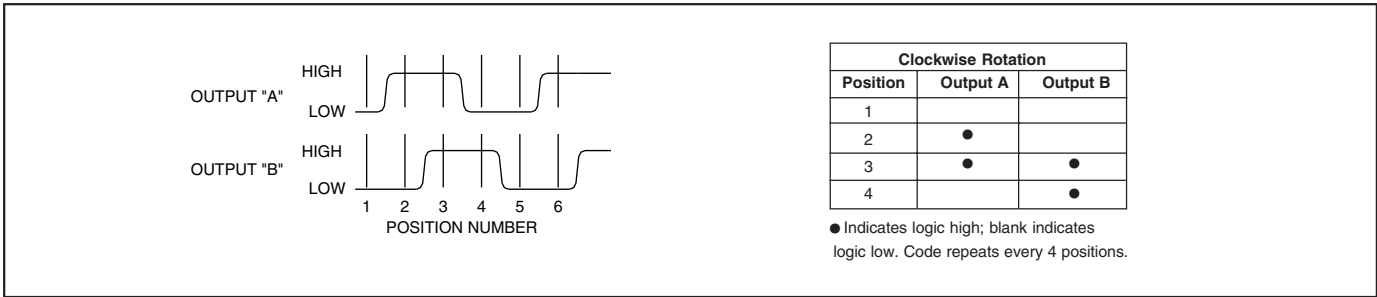 HIGH
OUTPUT "A"
LOW
HIGH
OUTPUT "B"
LOW
1 2 3 4 5 6
POSITION NUMBER
Clockwise Rotation
Position Output A Output B
1
2 ●
3 ● ●
4 ●
● Indicates logic high; blank indicates
logic low. Code repeats every 4 positions.